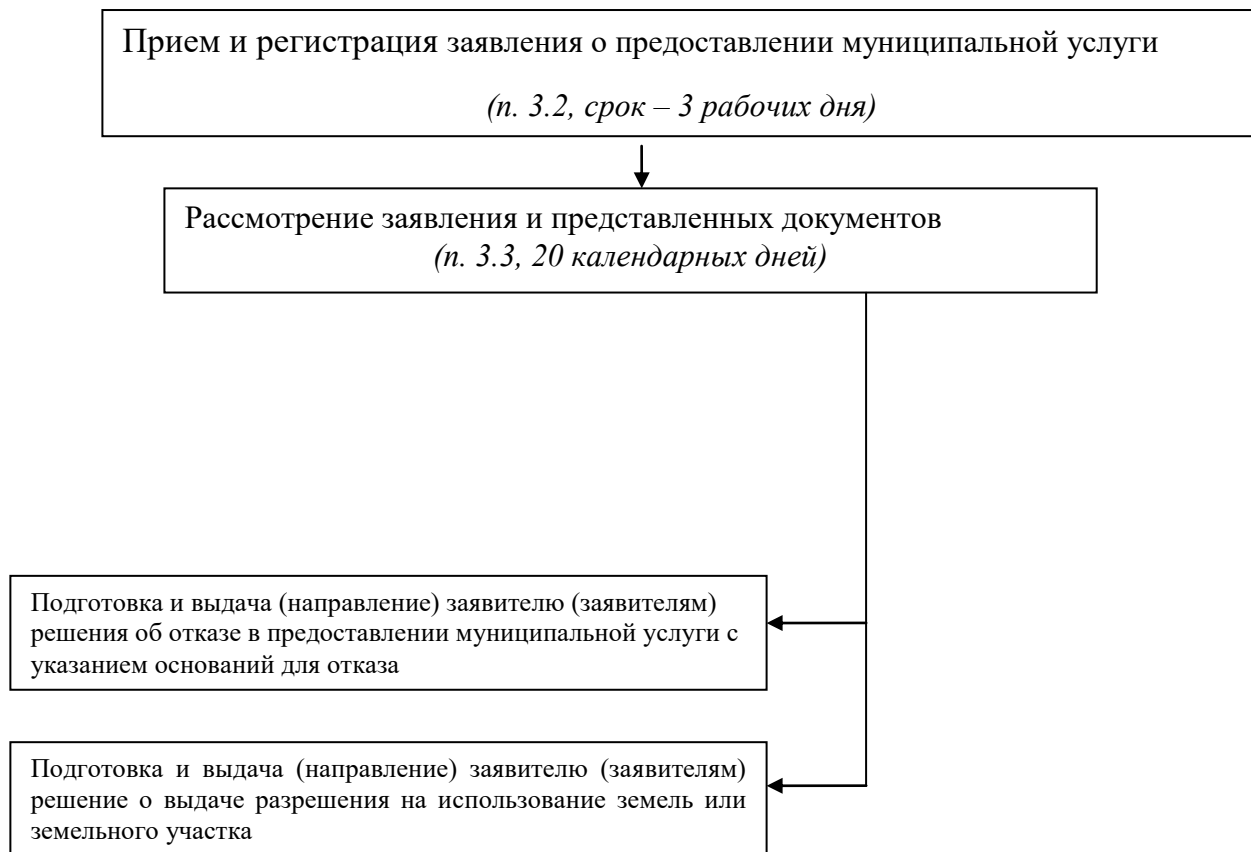 Прием и регистрация заявления о предоставлении муниципальной услуги
(п. 3.2, срок – 3 рабочих дня)
Рассмотрение заявления и представленных документов
(п. 3.3, 20 календарных дней)
Подготовка и выдача (направление) заявителю (заявителям)
решения об отказе в предоставлении муниципальной услуги с
указанием оснований для отказа
Подготовка и выдача (направление) заявителю (заявителям)
решение о выдаче разрешения на использование земель или
земельного участка